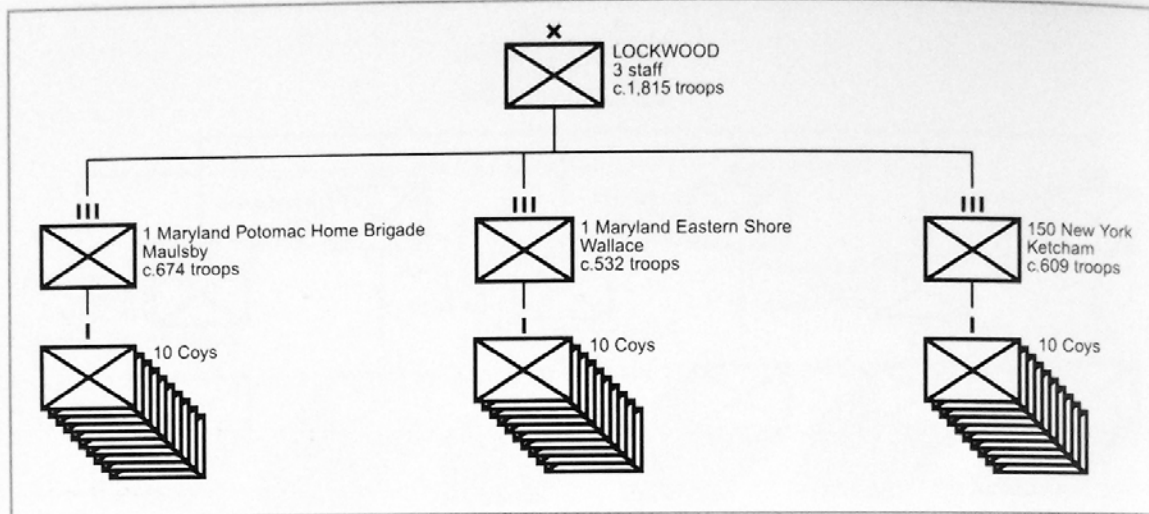 LOCKWOOD
3 staff
c.1,815 troops
1 Maryland Potomac Home Brigade
Maulsby
c.674 troops
1 Maryland Eastern Shore
Wallace
c.532 troops
150 New York
Ketcham
c.609 troops
10 Coys
10 Coys
10 Coys